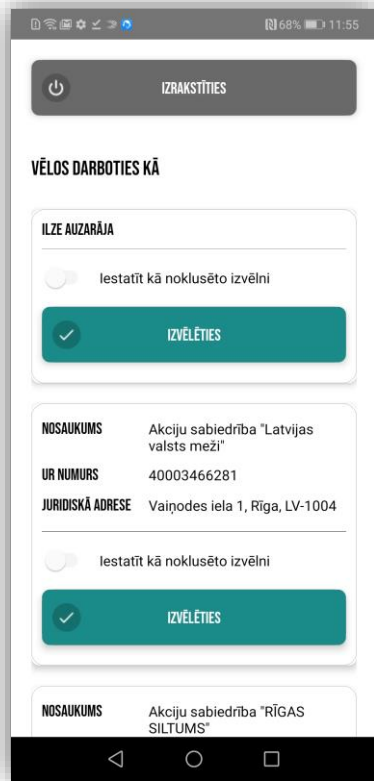 68% 11:55
IZRAKSTĪTIES
VĒLOS DARBOTIES KĀ
ILZE AUZARĀJA
Iestatīt kā noklusēto izvēlni
IZVĒLĒTIES
NOSAUKUMS Akciju sabiedrība "Latvijas
valsts meži"
UR NUMURS 40003466281
JURIDISKĀ ADRESE Vaiņodes iela 1, Rīga, LV-1004
Iestatīt kā noklusēto izvēlni
IZVĒLĒTIES
NOSAUKUMS Akciju sabiedrība "RĪGAS
SILTUMS"